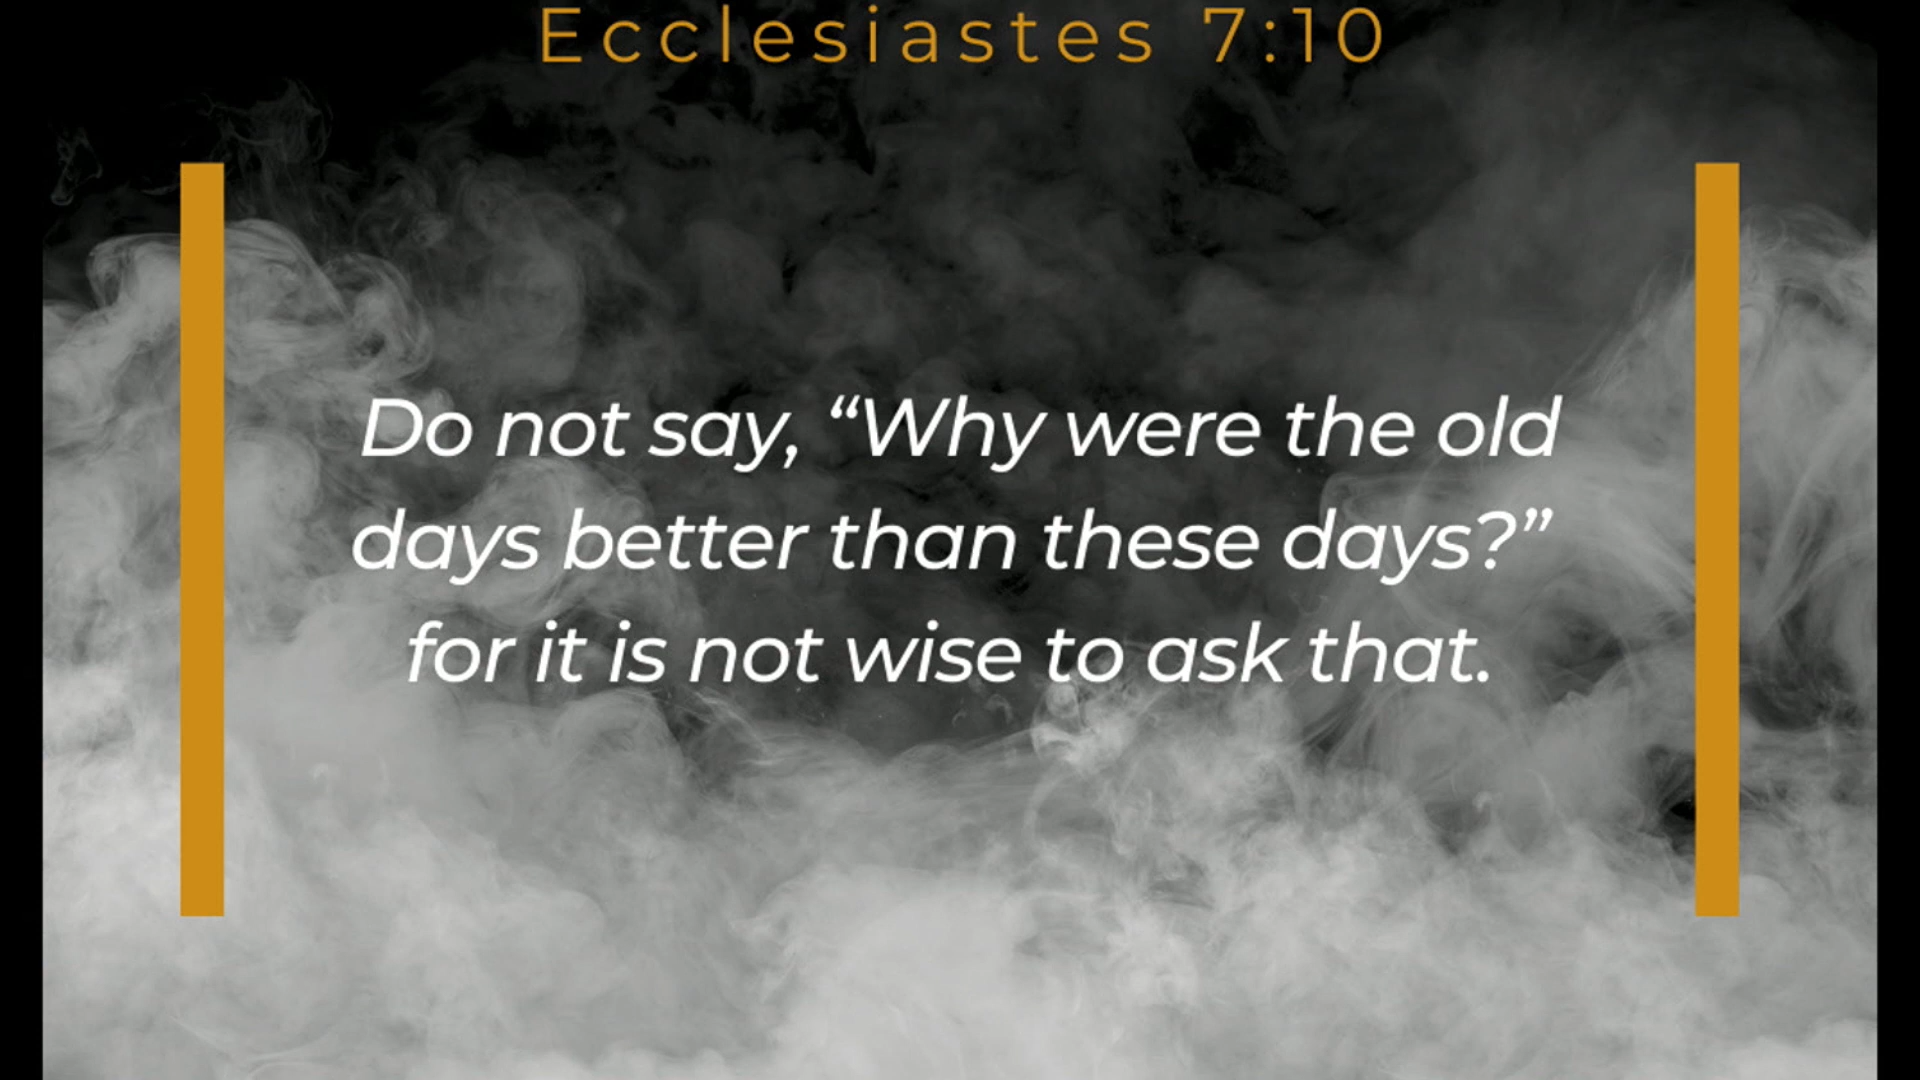 Ecclesiastes 7:10
Do not say, “Why were the old
days better than these days?”
for it is not wise to ask that.